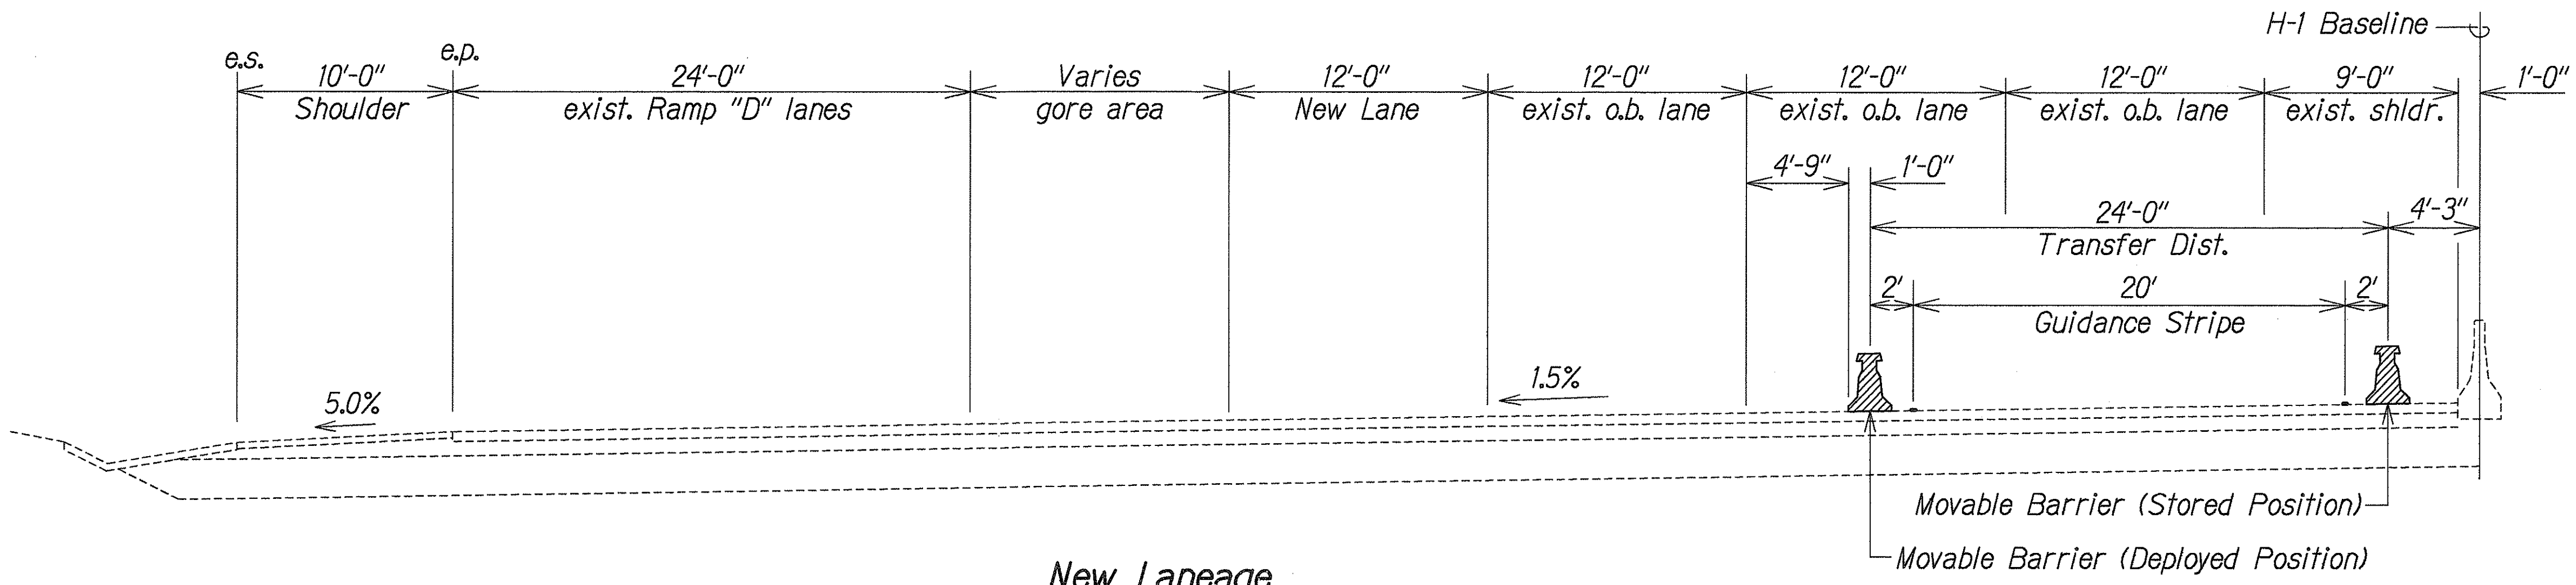 H-1 Baseline
e.s.
e.p.
10'-0"
24'-0"
Varies
12'-0"
12'-0"
12'-0"
12'-0"
9'-0"
1'-0"
Shoulder
exist. Ramp "D" lanes
gore area
New Lane
exist. o.b. lane
exist. o.b. lane
exist. o.b. lane
exist. shldr.
4'-9"
1'-0"
24'-0"
4'-3"
Transfer Dist.
2'
20'
2'
Guidance Stripe
1.5%
5.0%
Movable Barrier (Stored Position)
Movable Barrier (Deployed Position)
New Laneage